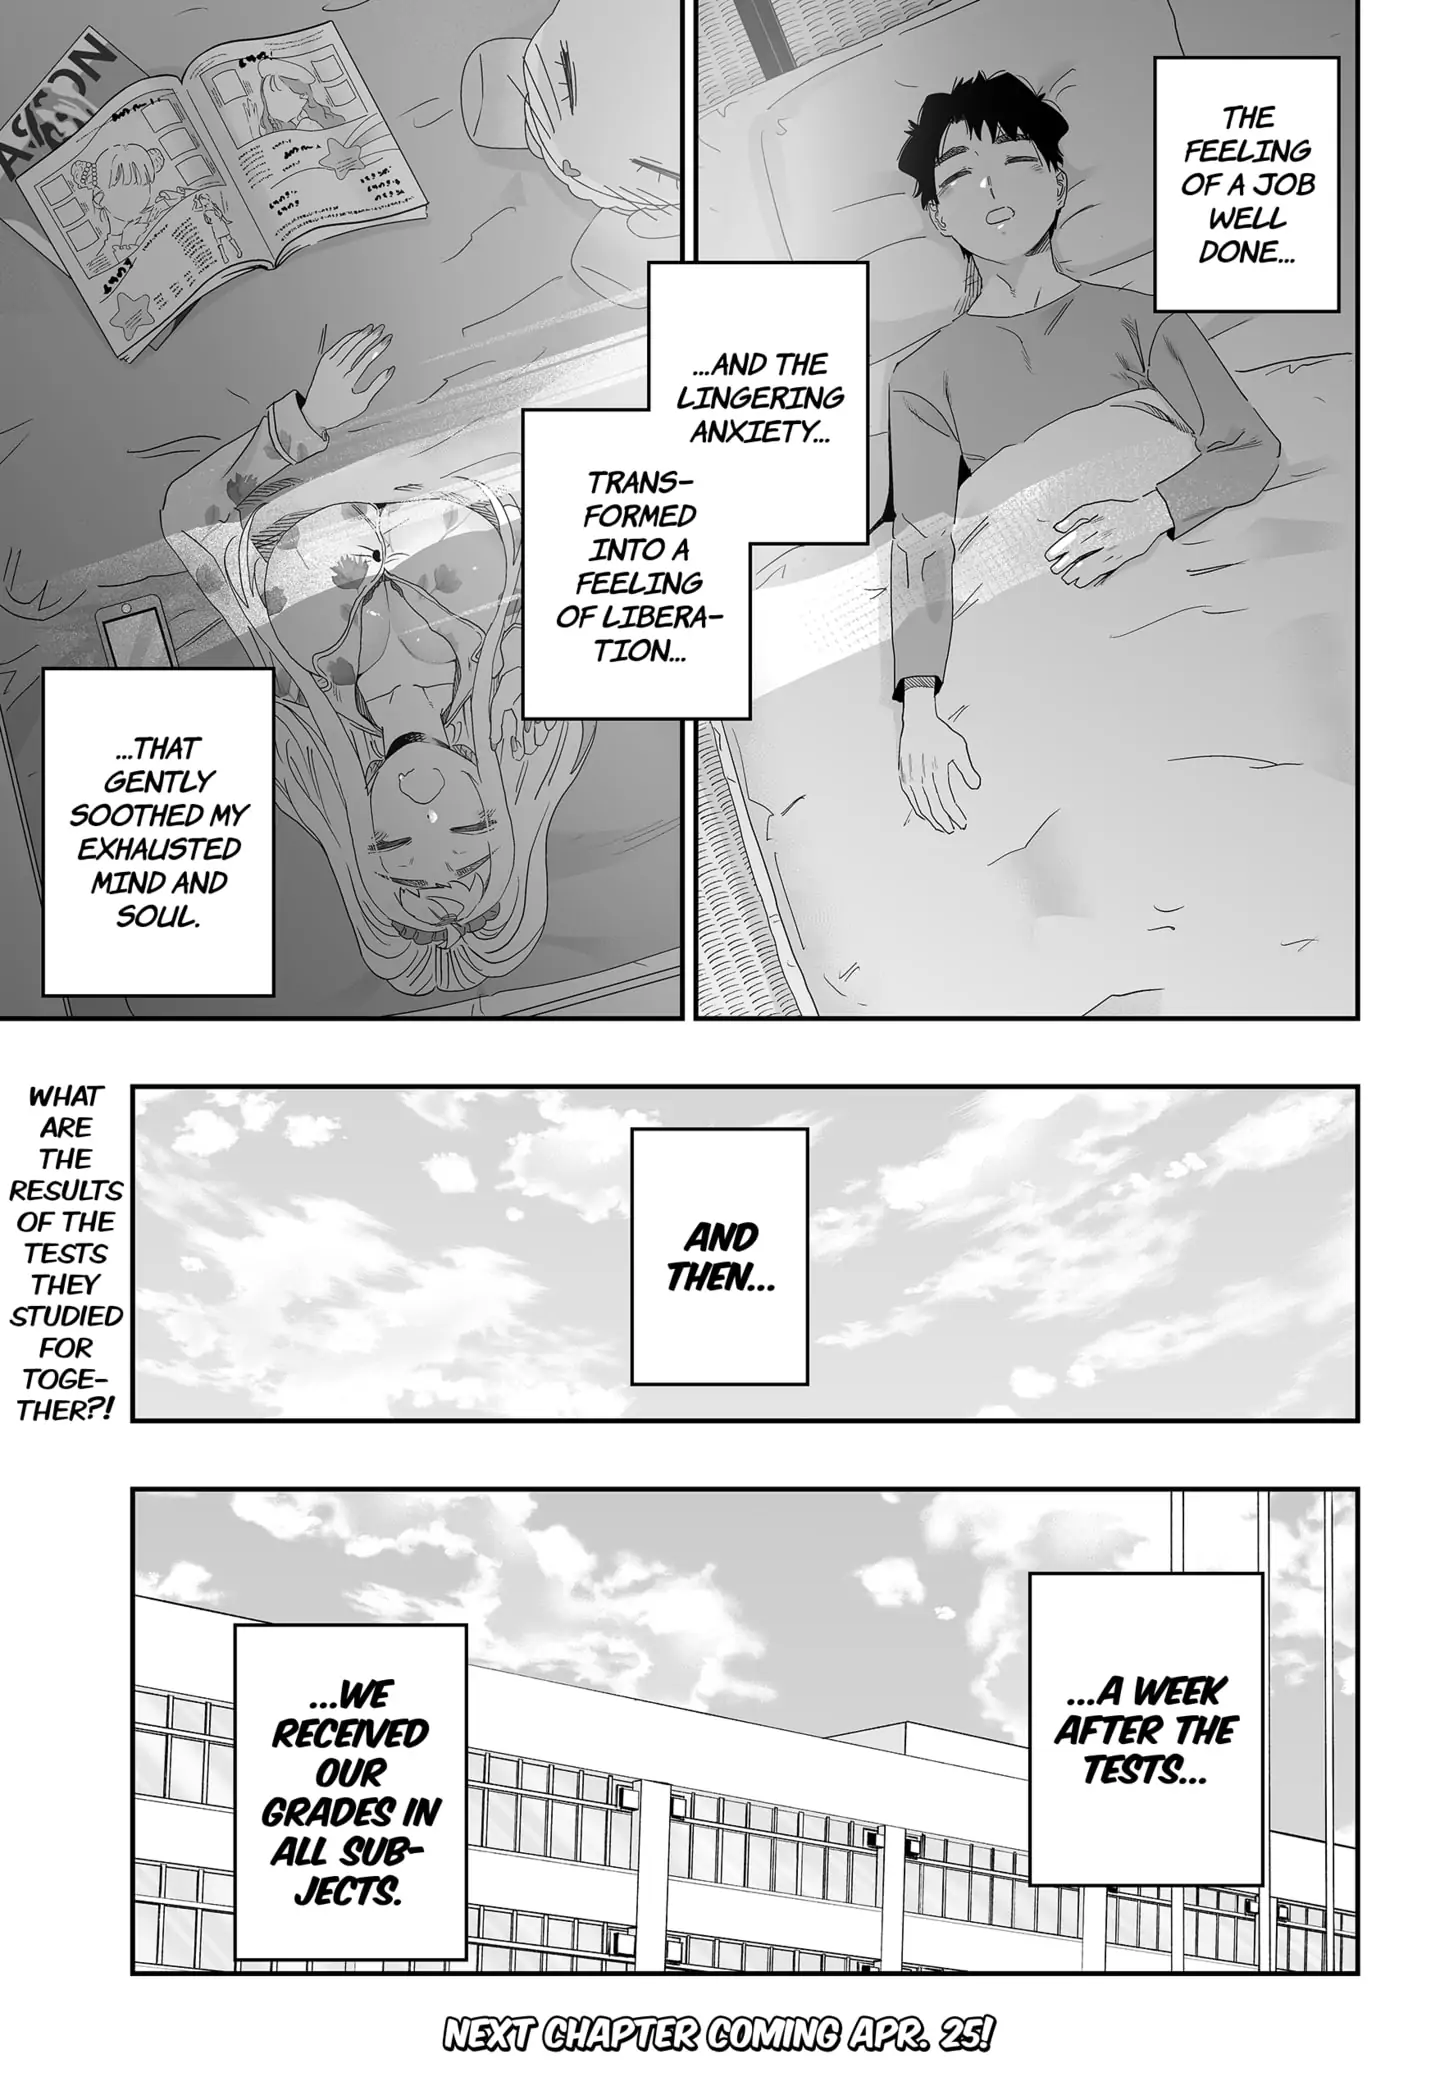 THE
FEELING
OF A JOB
WELL
DONE...
...AND THE
LINGERING
ANXIETY...
TRANS-
FORMED
INTO A
FEELING
OF LIBERA-
TION...
...THAT
GENTLY
SOOTHED MY
EXHAUSTED
MIND AND
SOUL.
AND
THEN...
WHAT
ARE
THE
RESULTS
OF THE
TESTS
THEY
STUDIED
FOR
TOGE-
THER?!
...A WEEK
AFTER THE
TESTS...
...WE
RECEIVED
OUR
GRADES IN
ALL SUB-
JECTS.
NEXT CHAPTER COMING APR. 25!